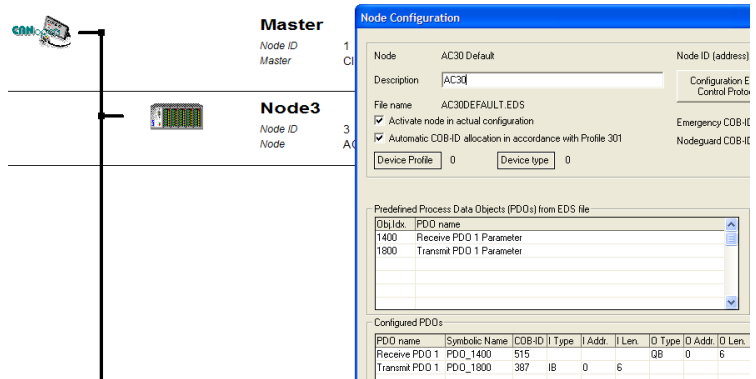 CANopen
Master
Node ID 1
Master CI
Node3
Node ID 3
Node AC
Node Configuration
Node AC30 Default Node ID (address)
Description AC30 Configuration E
Control Proto
File name AC30DEFAULT.EDS
Activate node in actual configuration Emergency COB-ID
Automatic COB-ID allocation in accordance with Profile 301 Nodeguard COB-ID
Device Profile 0 Device type 0
Predefined Process Data Objects (PDOs) from EDS file
Obj.Idx. PDO name
1400 Receive PDO 1 Parameter
1800 Transmit PDO 1 Parameter
Configured PDOs
PDO name Symbolic Name COB-ID I Type I Addr. I Len. O Type O Addr. O Len.
Receive PDO 1 PDO_1400 515 QB 0 6
Transmit PDO 1 PDO_1800 387 IB 0 6